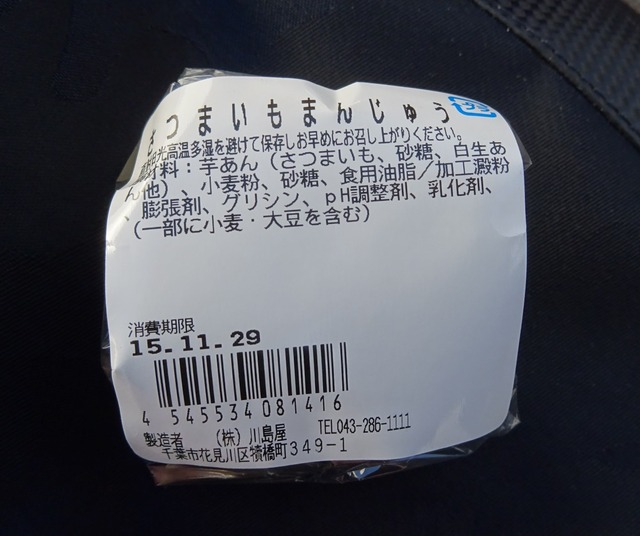 さつまいもまんじゅう
プラ
直射日光高温多湿を避けて保存しお早めにお召し上がりください。
原材料：芋あん（さつまいも、砂糖、白生あ
ん他）、小麦粉、砂糖、食用油脂／加工澱粉
、膨張剤、グリシン、pH調整剤、乳化剤、
（一部に小麦・大豆を含む）
消費期限
15.11.29
4 545534 081416
製造者 （株）川島屋 TEL043-286-1111
千葉市花見川区犢橋町349-1